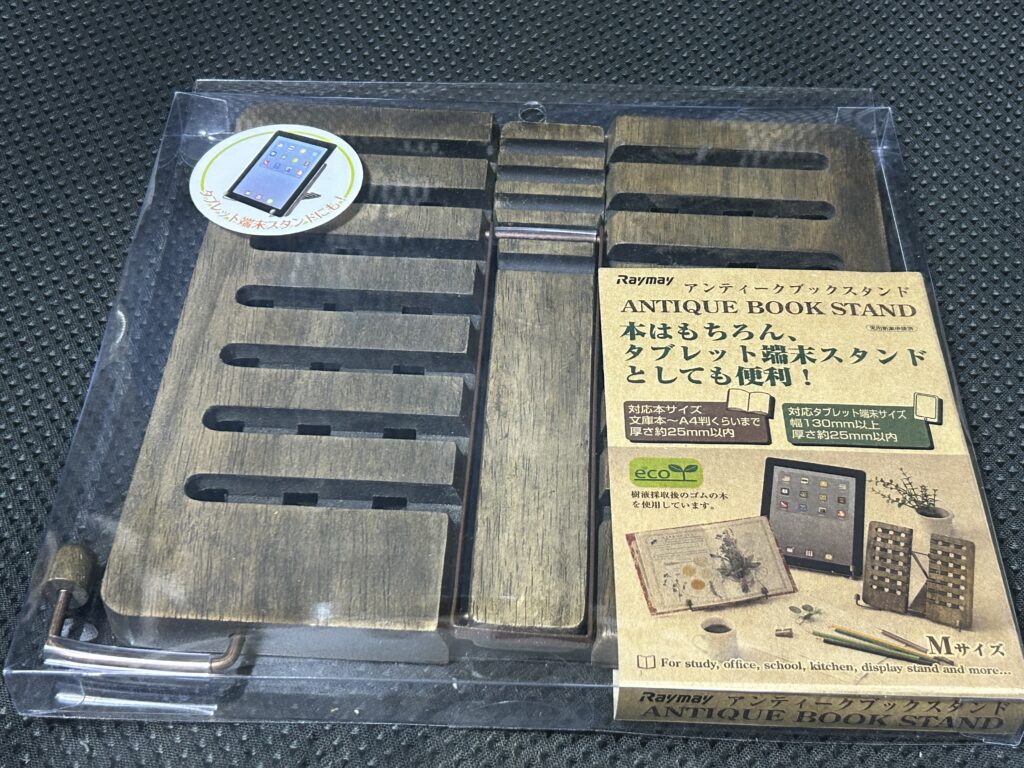 タブレット端末スタンドにも!
Raymay アンティークブックスタンド
ANTIQUE BOOK STAND
実用新案申請済
本はもちろん、
タブレット端末スタンド
としても便利!
対応本サイズ
文庫本～A4判くらいまで
厚さ約25mm以内
対応タブレット端末サイズ
幅130mm以上
厚さ約25mm以内
eco
樹液採取後のゴムの木
を使用しています。
Mサイズ
For study, office, school, kitchen, display stand and more...
Raymay アンティークブックスタンド
ANTIQUE BOOK STAND